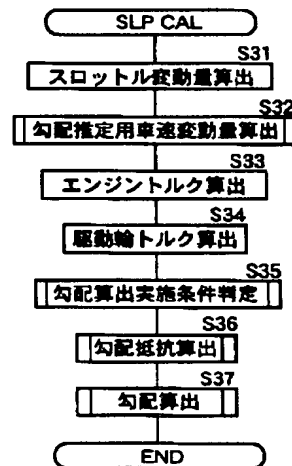 SLP CAL
S31
スロットル変動量算出
S32
勾配推定用車速変動量算出
S33
エンジントルク算出
S34
駆動輪トルク算出
S35
勾配算出実施条件判定
S36
勾配抵抗算出
S37
勾配算出
END